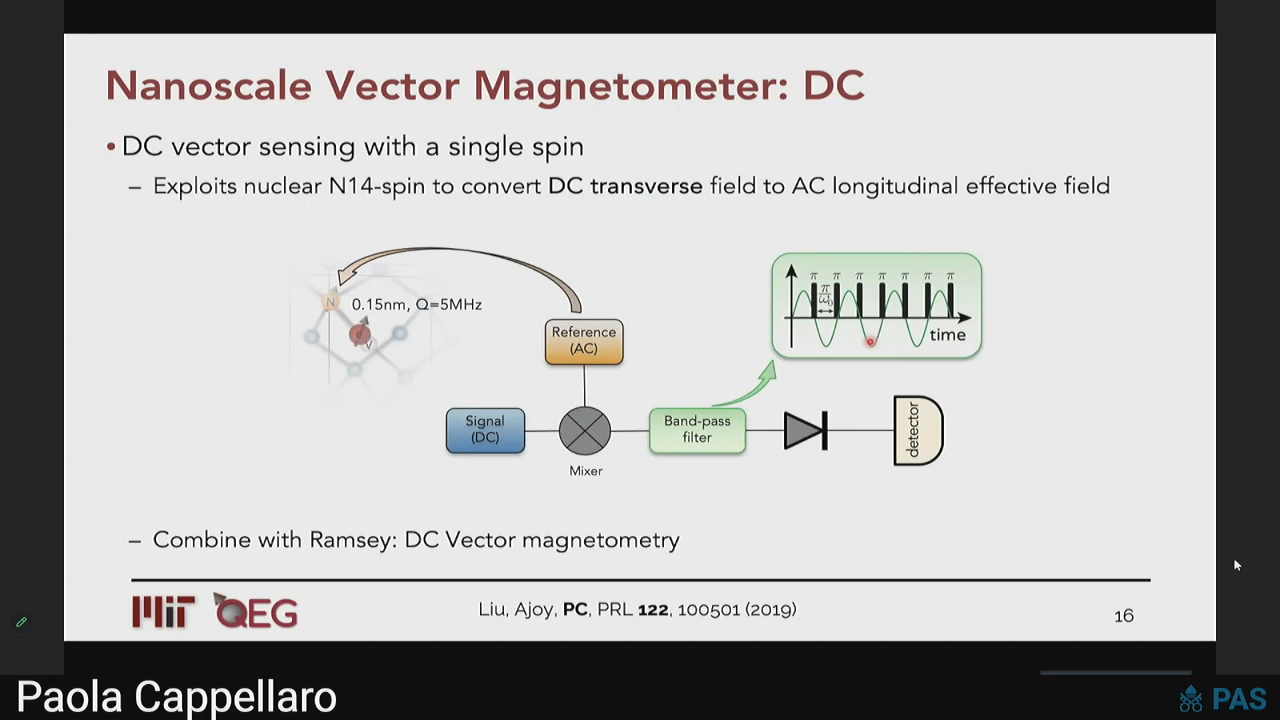 Nanoscale Vector Magnetometer: DC
• DC vector sensing with a single spin
– Exploits nuclear N14-spin to convert DC transverse field to AC longitudinal effective field
N
0.15nm, Q=5MHz
V
Reference
(AC)
π π π π π π π
π
ω₀
time
Signal
(DC)
Mixer
Band-pass
filter
detector
– Combine with Ramsey: DC Vector magnetometry
MIT QEG
Liu, Ajoy, PC, PRL 122, 100501 (2019)
16
Paola Cappellaro
PAS